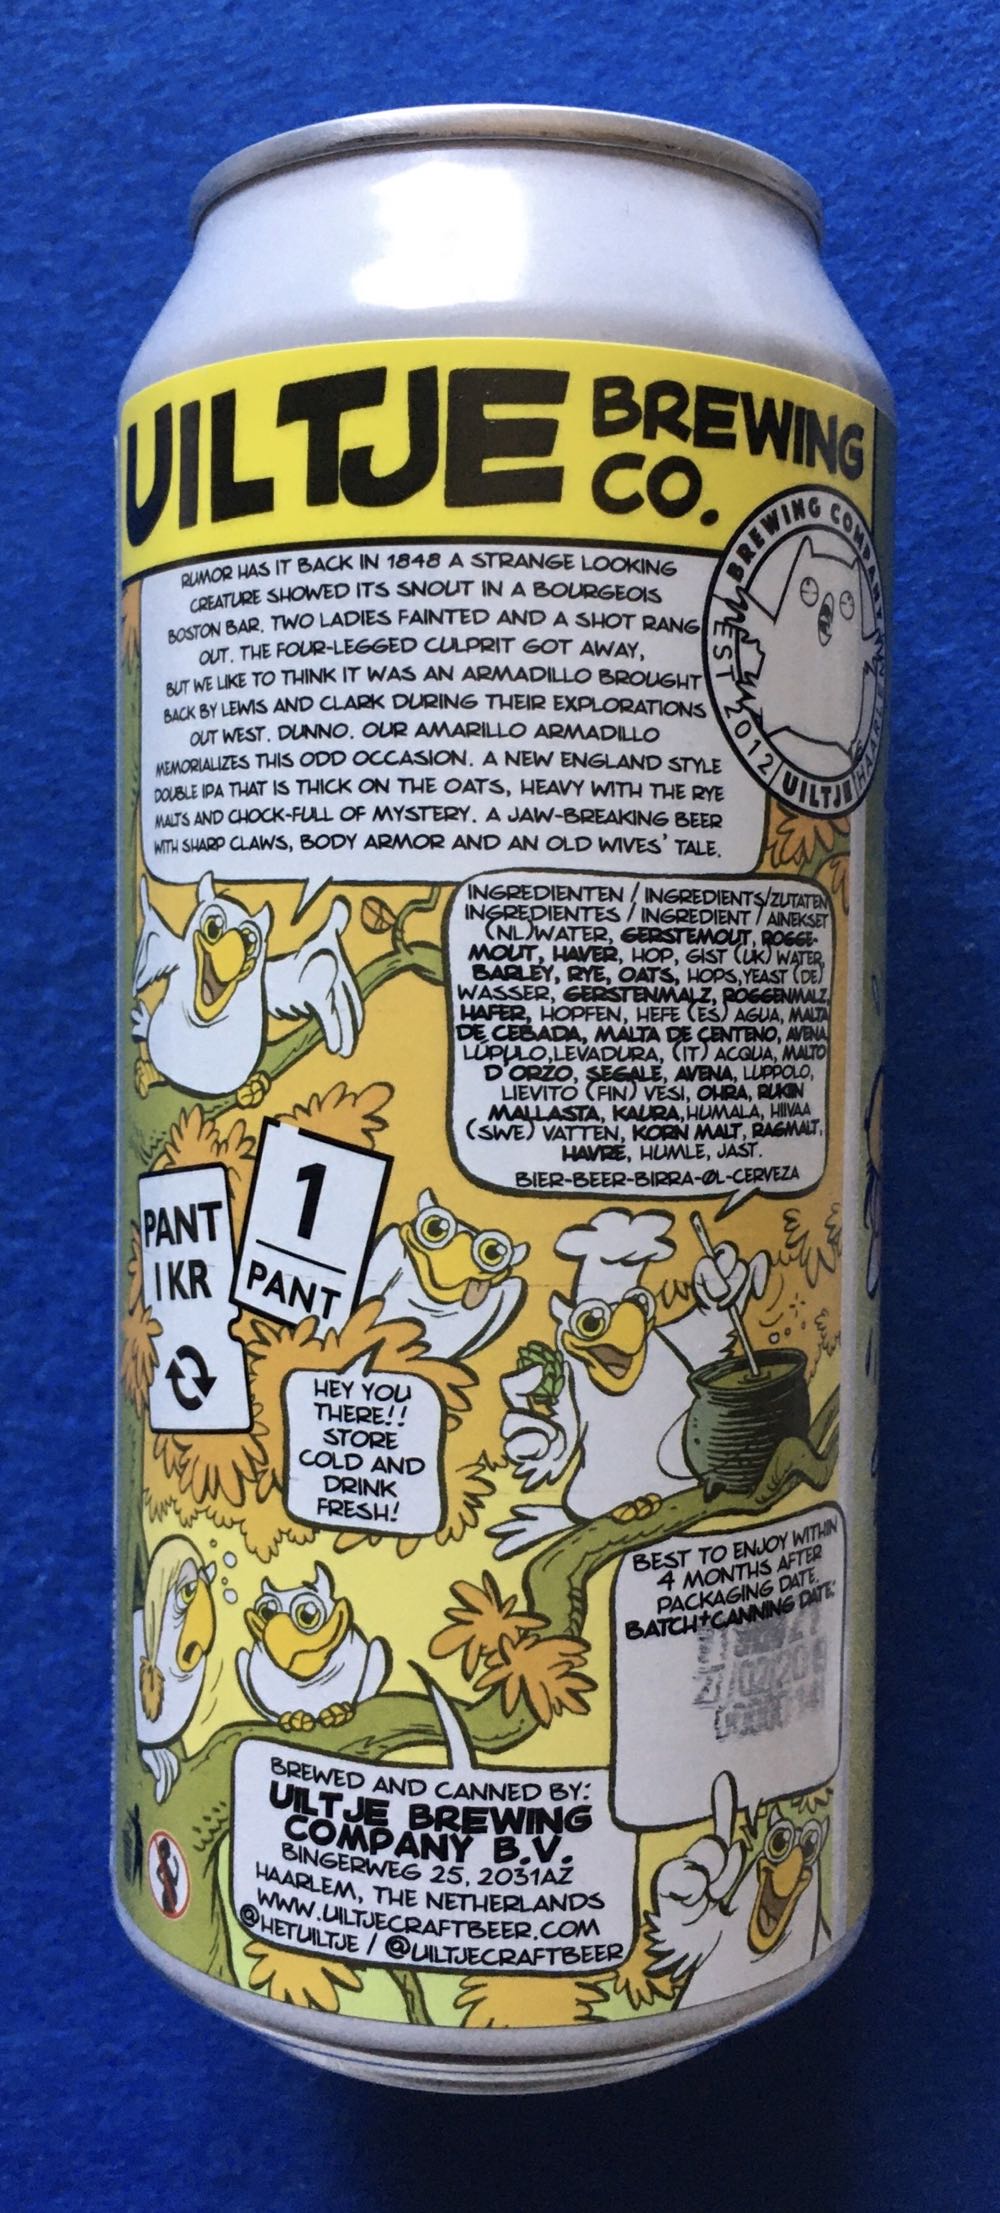 UILTJE BREWING CO.
BREWING COMPANY
EST 2012
UILTJE
RUMOR HAS IT BACK IN 1848 A STRANGE LOOKING
CREATURE SHOWED ITS SNOUT IN A BOURGEOIS
BOSTON BAR. TWO LADIES FAINTED AND A SHOT RANG
OUT. THE FOUR-LEGGED CULPRIT GOT AWAY,
BUT WE LIKE TO THINK IT WAS AN ARMADILLO BROUGHT
BACK BY LEWIS AND CLARK DURING THEIR EXPLORATIONS
OUT WEST. DUNNO. OUR AMARILLO ARMADILLO
MEMORIALIZES THIS ODD OCCASION. A NEW ENGLAND STYLE
DOUBLE IPA THAT IS THICK ON THE OATS, HEAVY WITH THE RYE
MALTS AND CHOCK-FULL OF MYSTERY. A JAW-BREAKING BEER
WITH SHARP CLAWS, BODY ARMOR AND AN OLD WIVES' TALE.
INGREDIENTEN / INGREDIENTS/ZUTATEN
INGREDIENTES / INGREDIENT / AINEKSET
(NL)WATER, GERSTEMOUT, ROGGE-
MOUT, HAVER, HOP, GIST (UK) WATER,
BARLEY, RYE, OATS, HOPS,YEAST (DE)
WASSER, GERSTENMALZ, ROGGENMALZ,
HAFER, HOPFEN, HEFE (ES) AGUA, MALTA
DE CEBADA, MALTA DE CENTENO, AVENA,
LÚPULO,LEVADURA, (IT) ACQUA, MALTO
D'ORZO, SEGALE, AVENA, LUPPOLO,
LIEVITO (FIN) VESI, OHRA, RUKIN
MALLASTA, KAURA,HUMALA, HIIVAA
(SWE) VATTEN, KORN MALT, RAGMALT,
HAVRE, HUMLE, JAST.
BIER-BEER-BIRRA-ØL-CERVEZA
PANT
1KR
1
PANT
HEY YOU
THERE!!
STORE
COLD AND
DRINK
FRESH!
BEST TO ENJOY WITHIN
4 MONTHS AFTER
PACKAGING DATE.
BATCH+CANNING DATE:
BREWED AND CANNED BY:
UILTJE BREWING
COMPANY B.V.
BINGERWEG 25, 2031AZ
HAARLEM, THE NETHERLANDS
WWW.UILTJECRAFTBEER.COM
@HETUILTJE / @UILTJECRAFTBEER